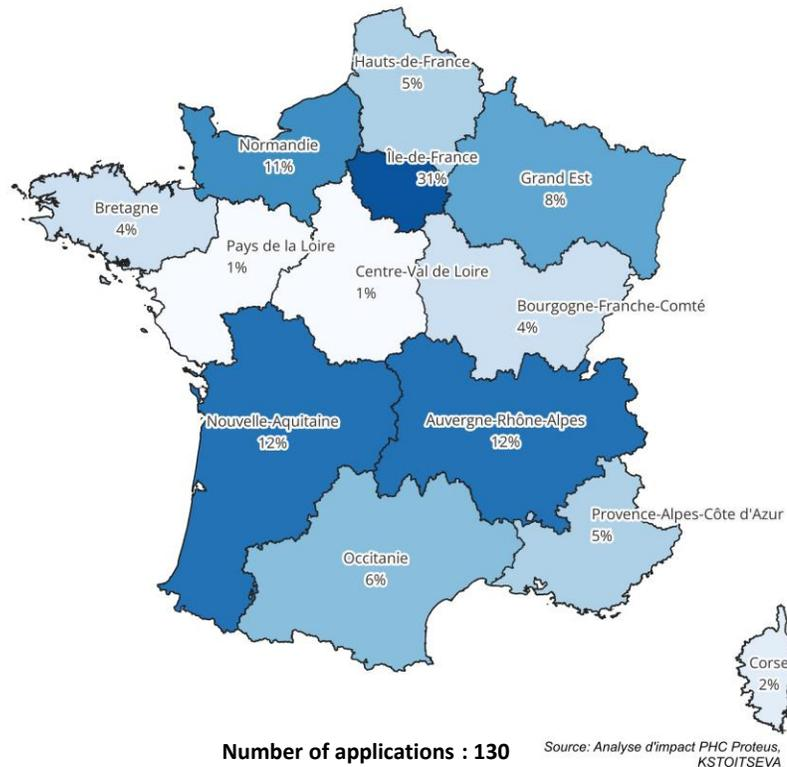 Hauts-de-France
5%
Normandie
11%
Île-de-France
31%
Grand Est
8%
Bretagne
4%
Pays de la Loire
1%
Centre-Val de Loire
1%
Bourgogne-Franche-Comté
4%
Nouvelle-Aquitaine
12%
Auvergne-Rhône-Alpes
12%
Provence-Alpes-Côte d'Azur
5%
Occitanie
6%
Corse
2%
Number of applications : 130
Source: Analyse d'impact PHC Proteus,
KSTOITSEVA